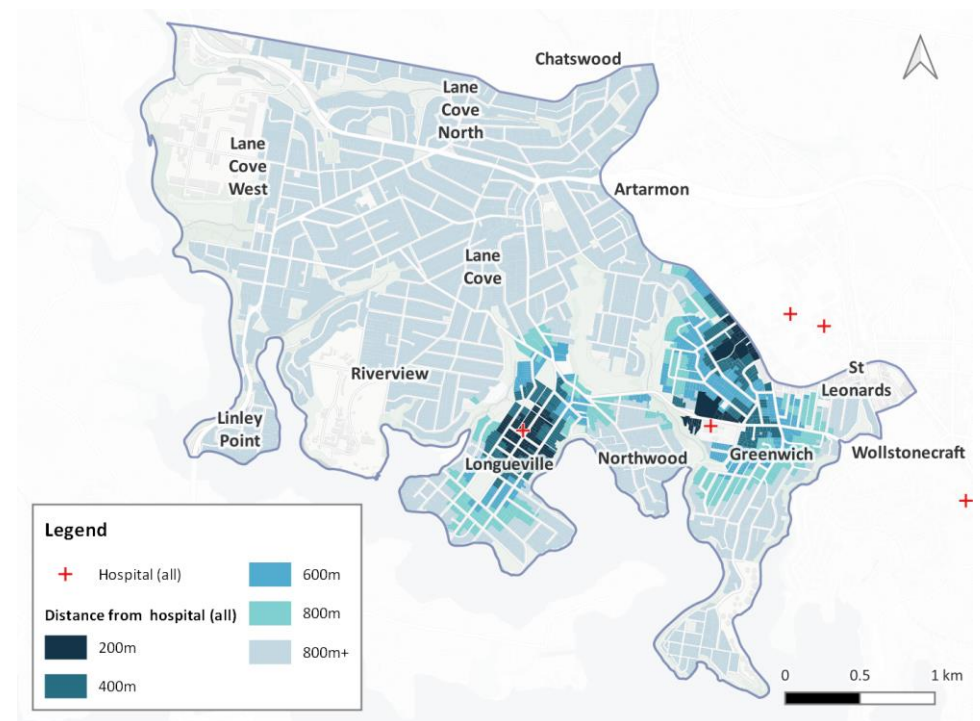 Chatswood
Lane
Cove
North
Lane
Cove
West
Artarmon
Lane
Cove
St
Leonards
Riverview
Linley
Point
Longueville
Northwood
Greenwich
Wollstonecraft
Legend
Hospital (all)
Distance from hospital (all)
200m
400m
600m
800m
800m+
0 0.5 1 km